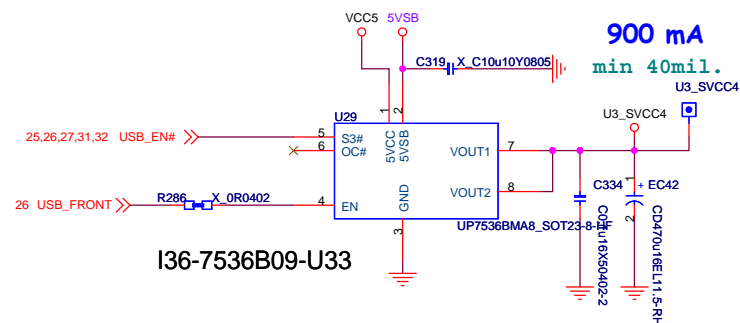 VCC5
5VSB
900 mA
C319
X_C10u10Y0805
min 40mil.
U3_SVCC4
U29
1
2
U3_SVCC4
25,26,27,31,32 USB_EN#
5
S3#
5VCC
5VSB
6
OC#
VOUT1
7
1
C334
+ EC42
VOUT2
8
R286
X_0R0402
26 USB_FRONT
4
EN
GND
2
3
UP7536BMA8_SOT23-8-HF
CD470u16EL11.5-RH
I36-7536B09-U33